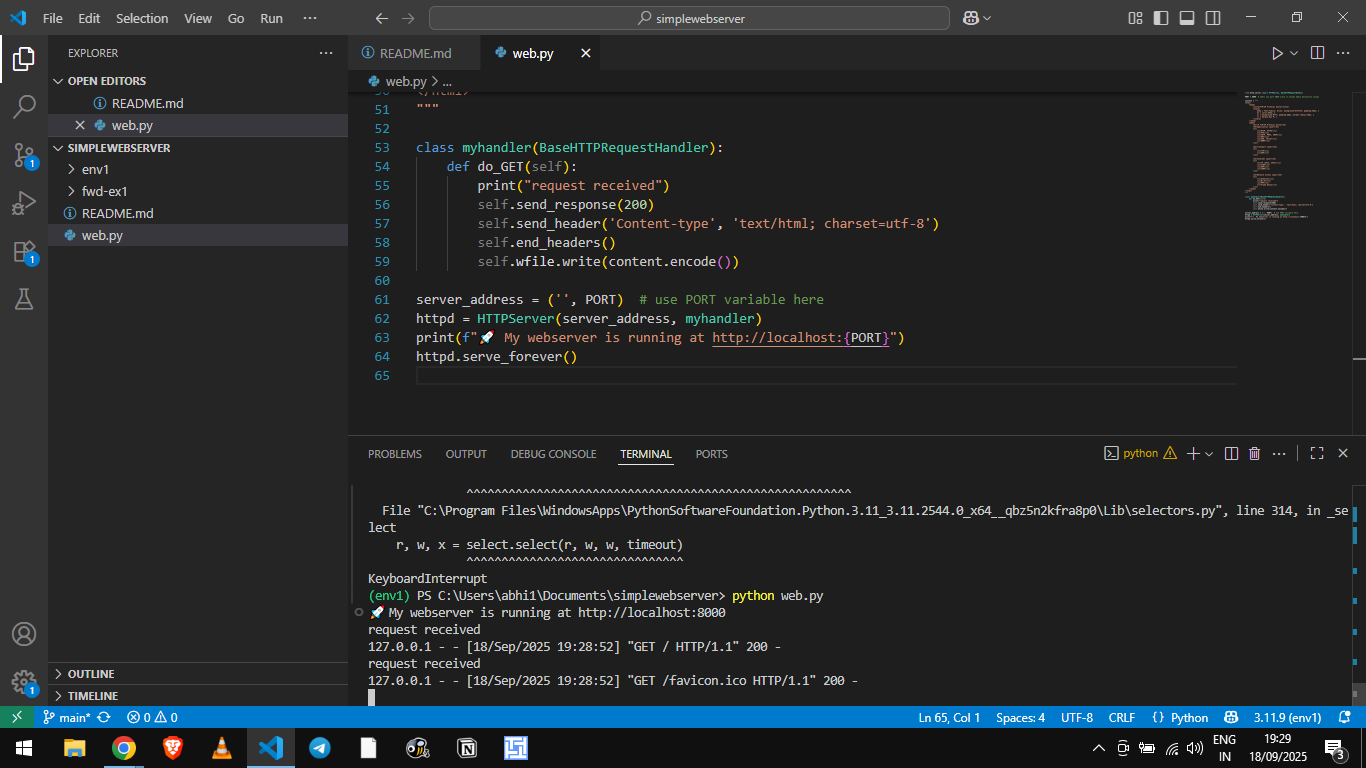 File Edit Selection View Go Run ··· simplewebserver
EXPLORER
OPEN EDITORS
README.md
web.py
SIMPLEWEBSERVER
env1
fwd-ex1
README.md
web.py
OUTLINE
TIMELINE
1
1
1
README.md web.py
web.py > ...
50 </html>
51 """
52
53 class myhandler(BaseHTTPRequestHandler):
54     def do_GET(self):
55         print("request received")
56         self.send_response(200)
57         self.send_header('Content-type', 'text/html; charset=utf-8')
58         self.end_headers()
59         self.wfile.write(content.encode())
60
61 server_address = ('', PORT)  # use PORT variable here
62 httpd = HTTPServer(server_address, myhandler)
63 print(f"🚀 My webserver is running at http://localhost:{PORT}")
64 httpd.serve_forever()
65
PROBLEMS OUTPUT DEBUG CONSOLE TERMINAL PORTS python
^^^^^^^^^^^^^^^^^^^^^^^^^^^^^^^^^^^^^^^^^^^^^^^^^^^^^^^
File "C:\Program Files\WindowsApps\PythonSoftwareFoundation.Python.3.11_3.11.2544.0_x64__qbz5n2kfra8p0\Lib\selectors.py", line 314, in _se
lect
r, w, x = select.select(r, w, w, timeout)
^^^^^^^^^^^^^^^^^^^^^^^^^^^^^^^
KeyboardInterrupt
(env1) PS C:\Users\abhi1\Documents\simplewebserver> python web.py
🚀 My webserver is running at http://localhost:8000
request received
127.0.0.1 - - [18/Sep/2025 19:28:52] "GET / HTTP/1.1" 200 -
request received
127.0.0.1 - - [18/Sep/2025 19:28:52] "GET /favicon.ico HTTP/1.1" 200 -
main* 0 0 Ln 65, Col 1 Spaces: 4 UTF-8 CRLF {} Python 3.11.9 (env1)
ENG 19:29
IN 18/09/2025 3